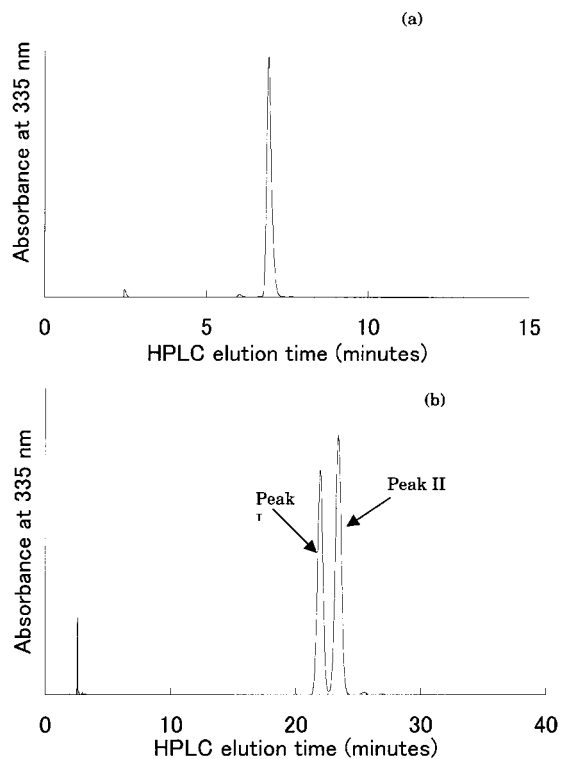 (a)
Absorbance at 335 nm
0 5 10 15
HPLC elution time (minutes)
(b)
Absorbance at 335 nm
Peak
I
Peak II
0 10 20 30 40
HPLC elution time (minutes)